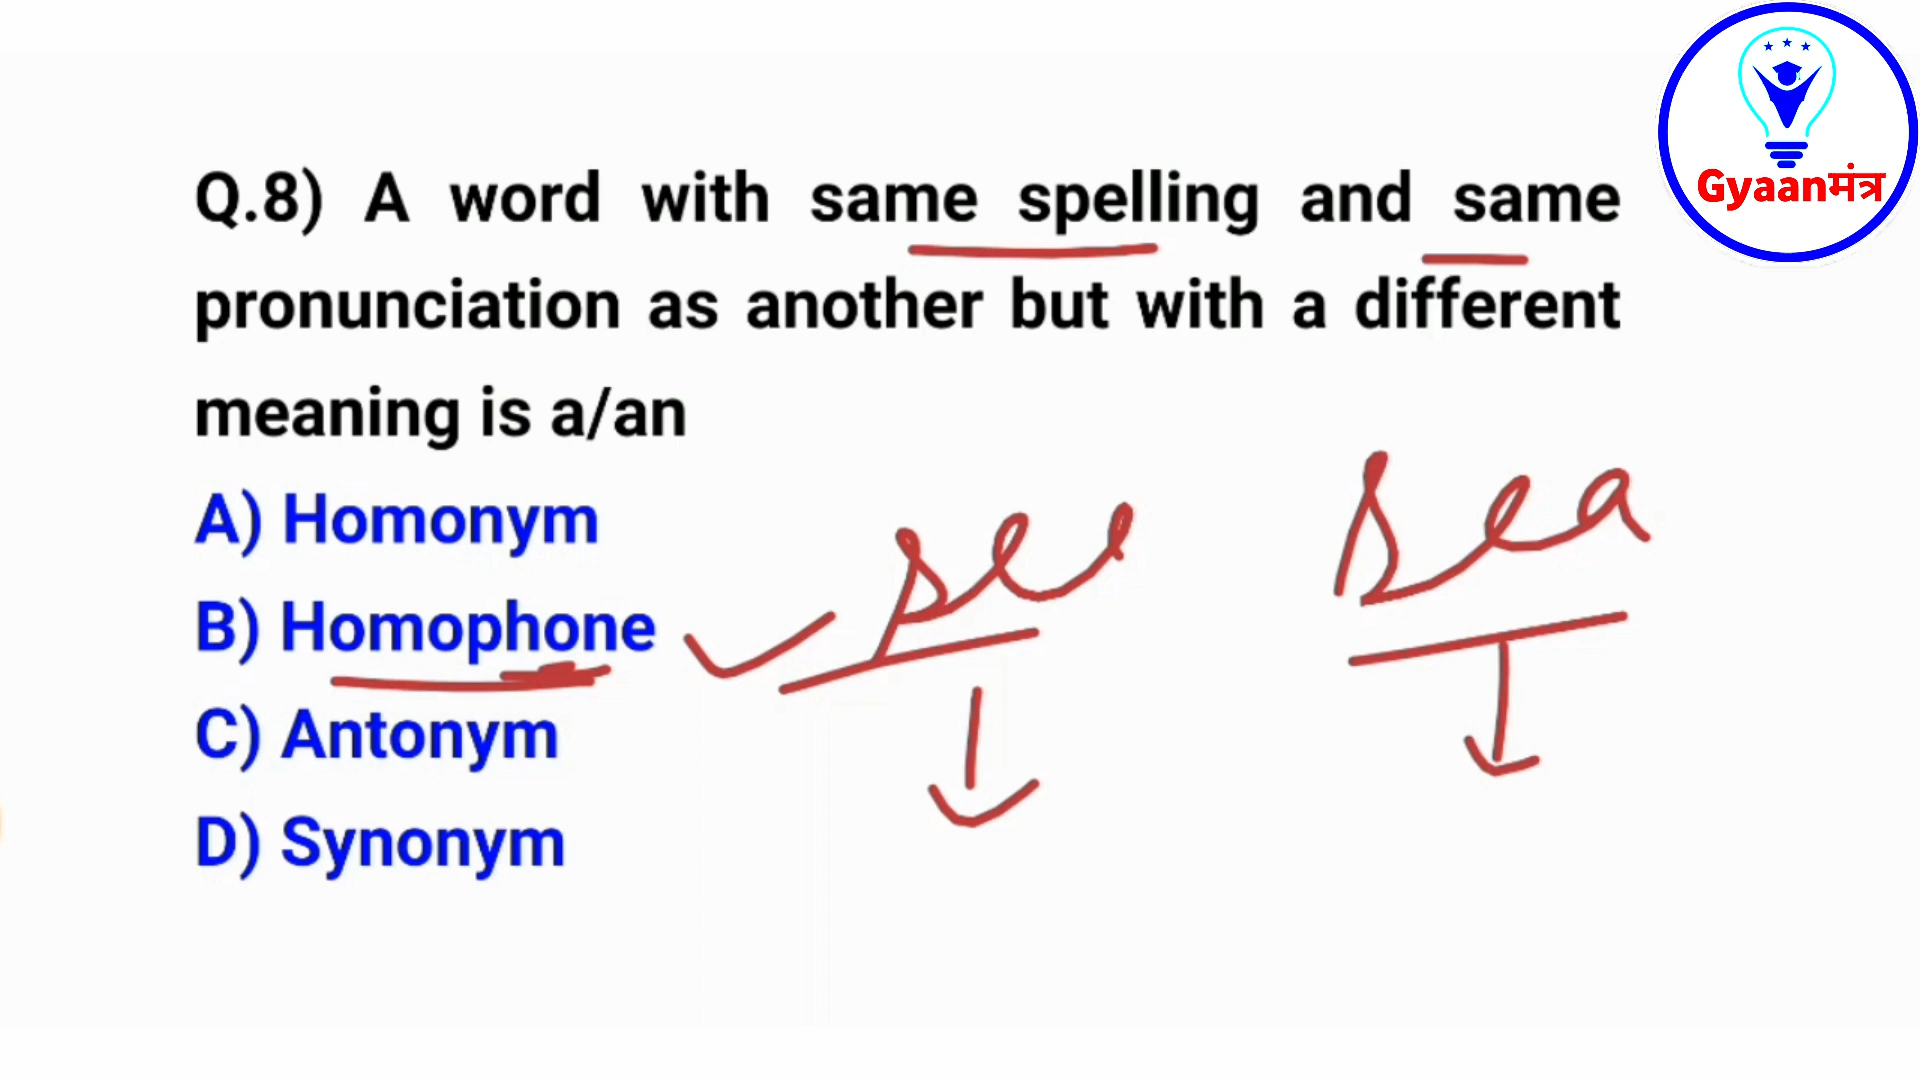 Gyaanमंत्र
Q.8) A word with same spelling and same
pronunciation as another but with a different
meaning is a/an
A) Homonym
B) Homophone
C) Antonym
D) Synonym
see
sea